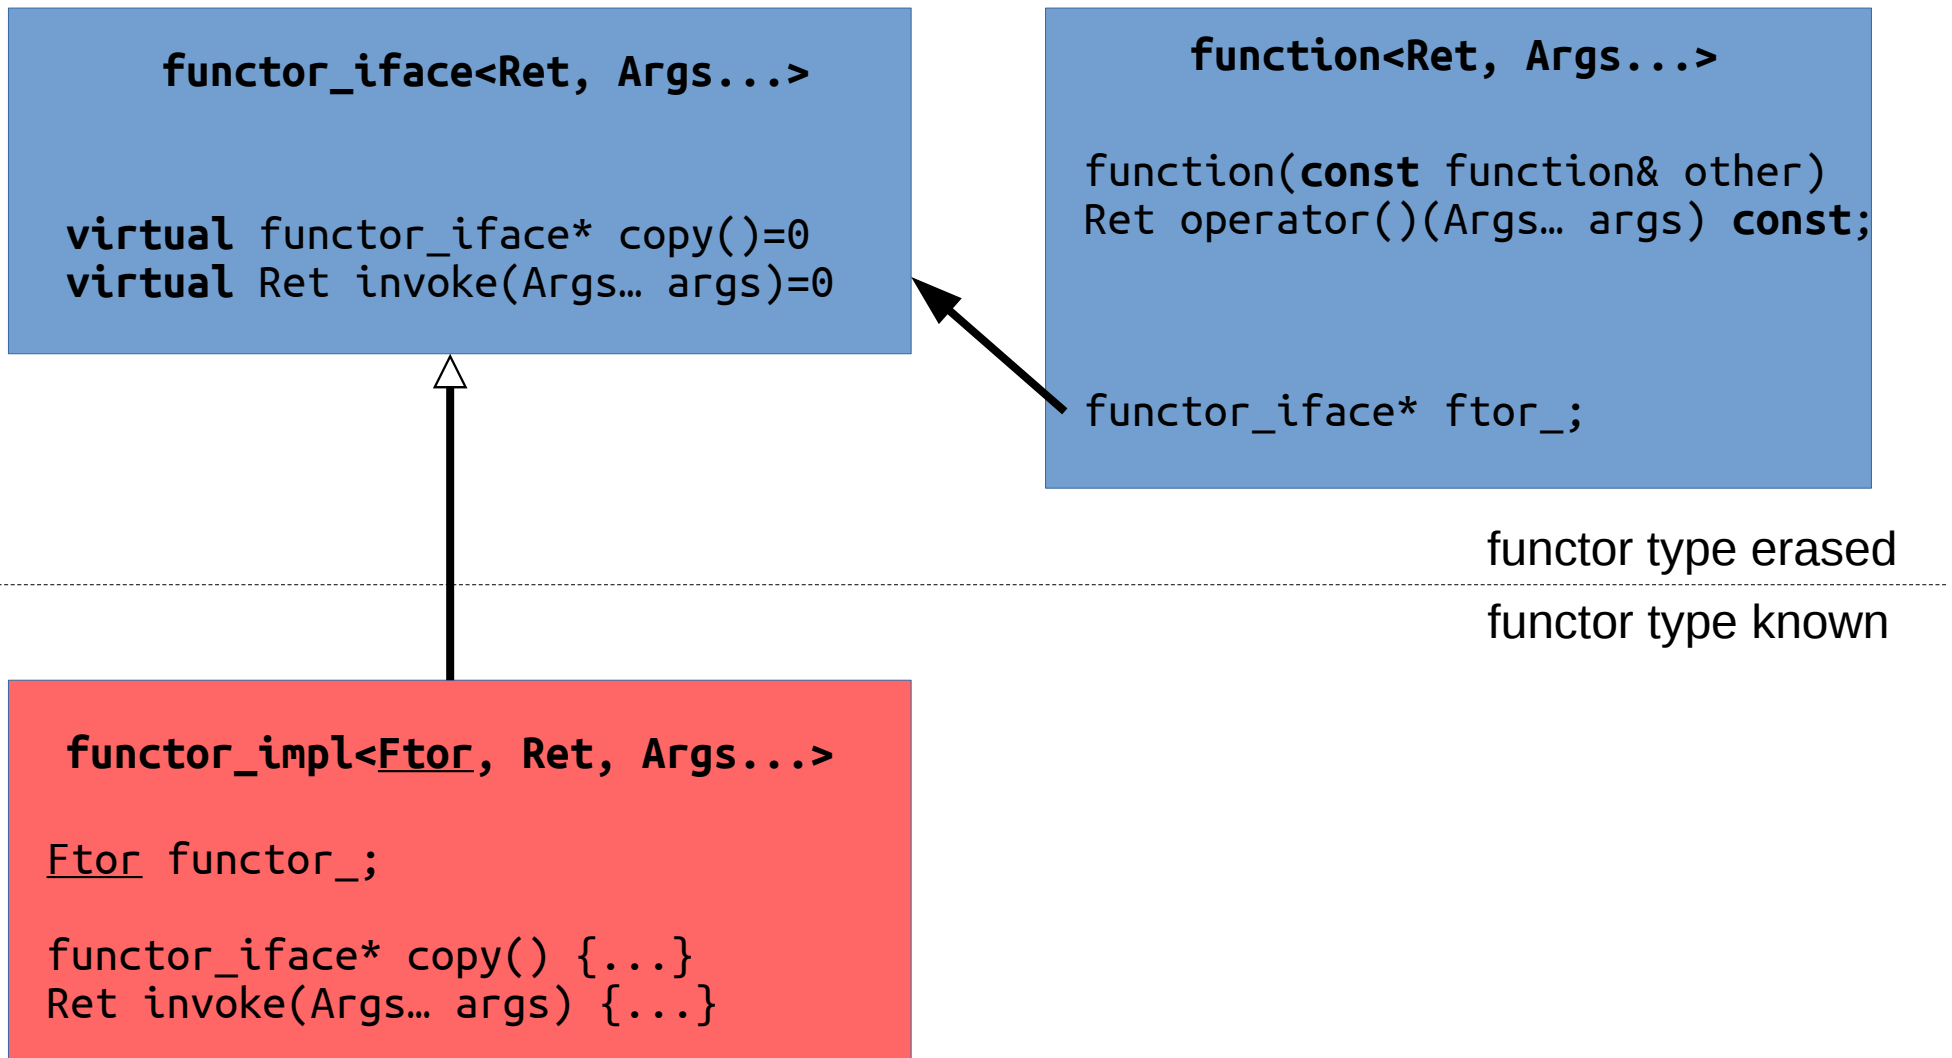 functor_iface<Ret, Args...>
virtual functor_iface* copy()=0
virtual Ret invoke(Args… args)=0
function<Ret, Args...>
function(const function& other)
Ret operator()(Args… args) const;
functor_iface* ftor_;
functor type erased
functor type known
functor_impl<Ftor, Ret, Args...>
Ftor functor_;
functor_iface* copy() {...}
Ret invoke(Args… args) {...}